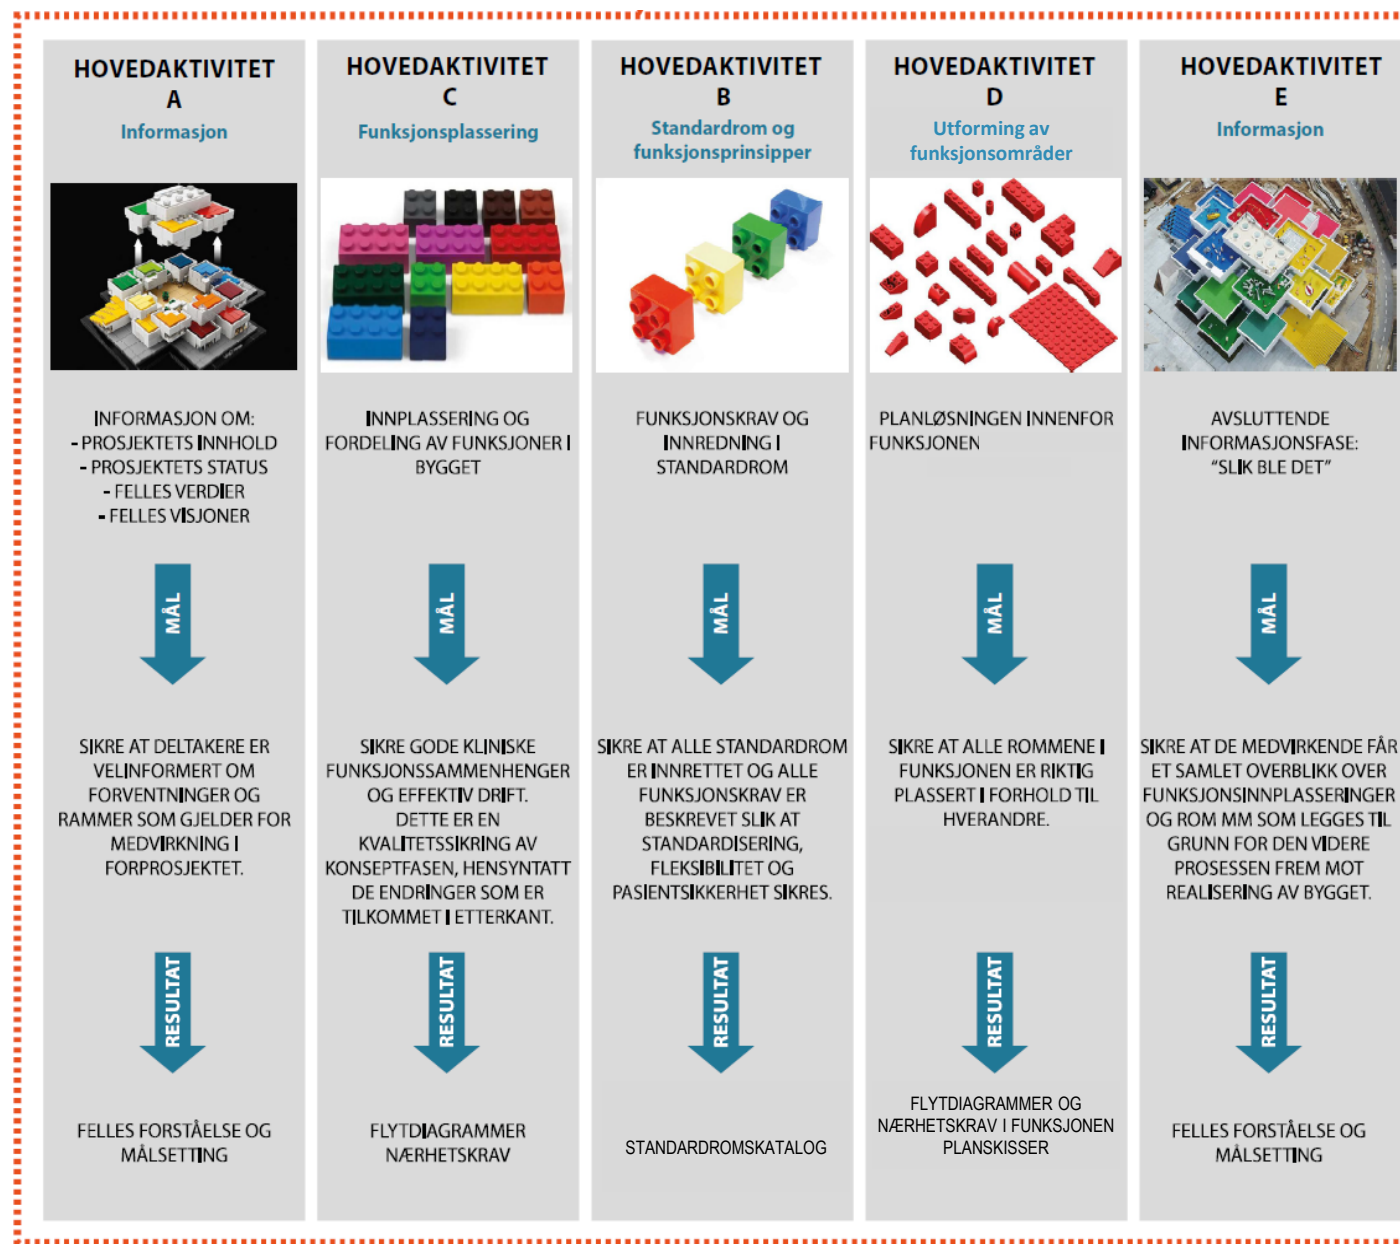 HOVEDAKTIVITET
A
Informasjon
INFORMASJON OM:
- PROSJEKTETS INNHOLD
- PROSJEKTETS STATUS
- FELLES VERDIER
- FELLES VISJONER
MÅL
SIKRE AT DELTAKERE ER
VELINFORMERT OM
FORVENTNINGER OG
RAMMER SOM GJELDER FOR
MEDVIRKNING I
FORPROSJEKTET.
RESULTAT
FELLES FORSTÅELSE OG
MÅLSETTING
HOVEDAKTIVITET
C
Funksjonsplassering
INNPLASSERING OG
FORDELING AV FUNKSJONER I
BYGGET
MÅL
SIKRE GODE KLINISKE
FUNKSJONSSAMMENHENGER
OG EFFEKTIV DRIFT.
DETTE ER EN
KVALITETSSIKRING AV
KONSEPTFASEN, HENSYNTATT
DE ENDRINGER SOM ER
TILKOMMET I ETTERKANT.
RESULTAT
FLYTDIAGRAMMER
NÆRHETSKRAV
HOVEDAKTIVITET
B
Standardrom og
funksjonsprinsipper
FUNKSJONSKRAV OG
INNREDNING I
STANDARDROM
MÅL
SIKRE AT ALLE STANDARDROM
ER INNRETTET OG ALLE
FUNKSJONSKRAV ER
BESKREVET SLIK AT
STANDARDISERING,
FLEKSIBILITET OG
PASIENTSIKKERHET SIKRES.
RESULTAT
STANDARDROMSKATALOG
HOVEDAKTIVITET
D
Utforming av
funksjonsområder
PLANLØSNINGEN INNENFOR
FUNKSJONEN
MÅL
SIKRE AT ALLE ROMMENE I
FUNKSJONEN ER RIKTIG
PLASSERT I FORHOLD TIL
HVERANDRE.
RESULTAT
FLYTDIAGRAMMER OG
NÆRHETSKRAV I FUNKSJONEN
PLANSKISSER
HOVEDAKTIVITET
E
Informasjon
AVSLUTTENDE
INFORMASJONSFASE:
"SLIK BLE DET"
MÅL
SIKRE AT DE MEDVIRKENDE FÅR
ET SAMLET OVERBLIKK OVER
FUNKSJONSINNPLASSERINGER
OG ROM MM SOM LEGGES TIL
GRUNN FOR DEN VIDERE
PROSESSEN FREM MOT
REALISERING AV BYGGET.
RESULTAT
FELLES FORSTÅELSE OG
MÅLSETTING